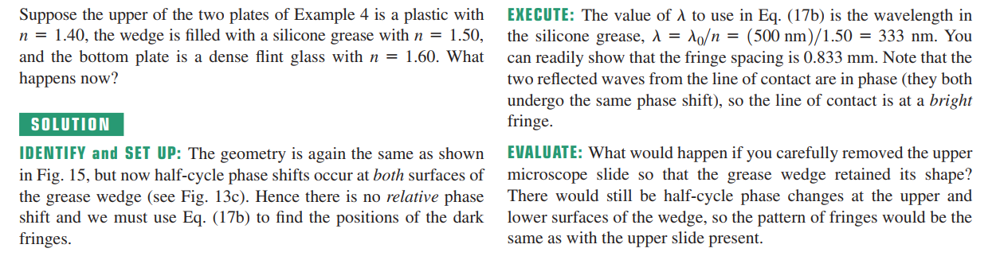 Suppose the upper of the two plates of Example 4 is a plastic with
n = 1.40, the wedge is filled with a silicone grease with n = 1.50,
and the bottom plate is a dense flint glass with n = 1.60. What
happens now?
SOLUTION
IDENTIFY and SET UP: The geometry is again the same as shown
in Fig. 15, but now half-cycle phase shifts occur at both surfaces of
the grease wedge (see Fig. 13c). Hence there is no relative phase
shift and we must use Eq. (17b) to find the positions of the dark
fringes.
EXECUTE: The value of λ to use in Eq. (17b) is the wavelength in
the silicone grease, λ = λ₀/n = (500 nm)/1.50 = 333 nm. You
can readily show that the fringe spacing is 0.833 mm. Note that the
two reflected waves from the line of contact are in phase (they both
undergo the same phase shift), so the line of contact is at a bright
fringe.
EVALUATE: What would happen if you carefully removed the upper
microscope slide so that the grease wedge retained its shape?
There would still be half-cycle phase changes at the upper and
lower surfaces of the wedge, so the pattern of fringes would be the
same as with the upper slide present.